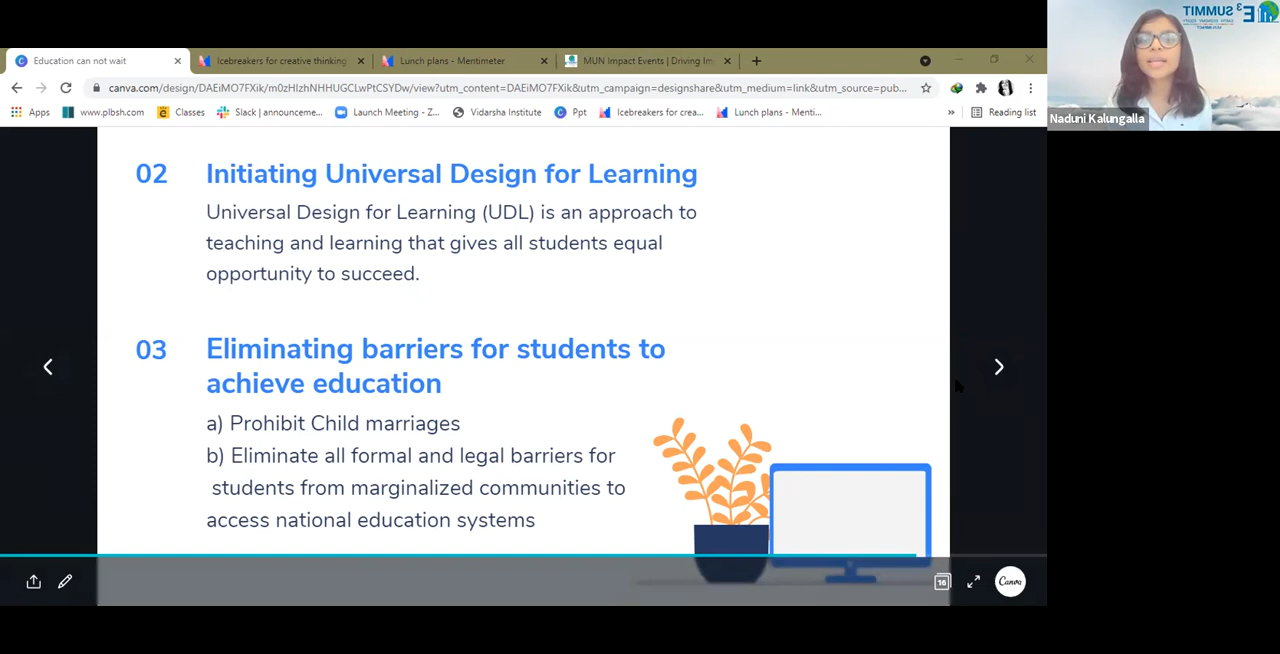 Education can not wait
Icebreakers for creative thinking
Lunch plans - Mentimeter
MUN Impact Events | Driving Im
canva.com/design/DAEiMO7FXik/m0zHIzhNHHUGCLwPtCSYDw/view?utm_content=DAEiMO7FXik&utm_campaign=designshare&utm_medium=link&utm_source=pub...
Apps
www.plbsh.com
Classes
Slack | announceme...
Launch Meeting - Z...
Vidarsha Institute
Ppt
Icebreakers for crea...
Lunch plans - Menti...
»
Reading list
E³ SUMMIT
Naduni Kalungalla
02 Initiating Universal Design for Learning
Universal Design for Learning (UDL) is an approach to
teaching and learning that gives all students equal
opportunity to succeed.
03 Eliminating barriers for students to
achieve education
a) Prohibit Child marriages
b) Eliminate all formal and legal barriers for
students from marginalized communities to
access national education systems
16
Canva